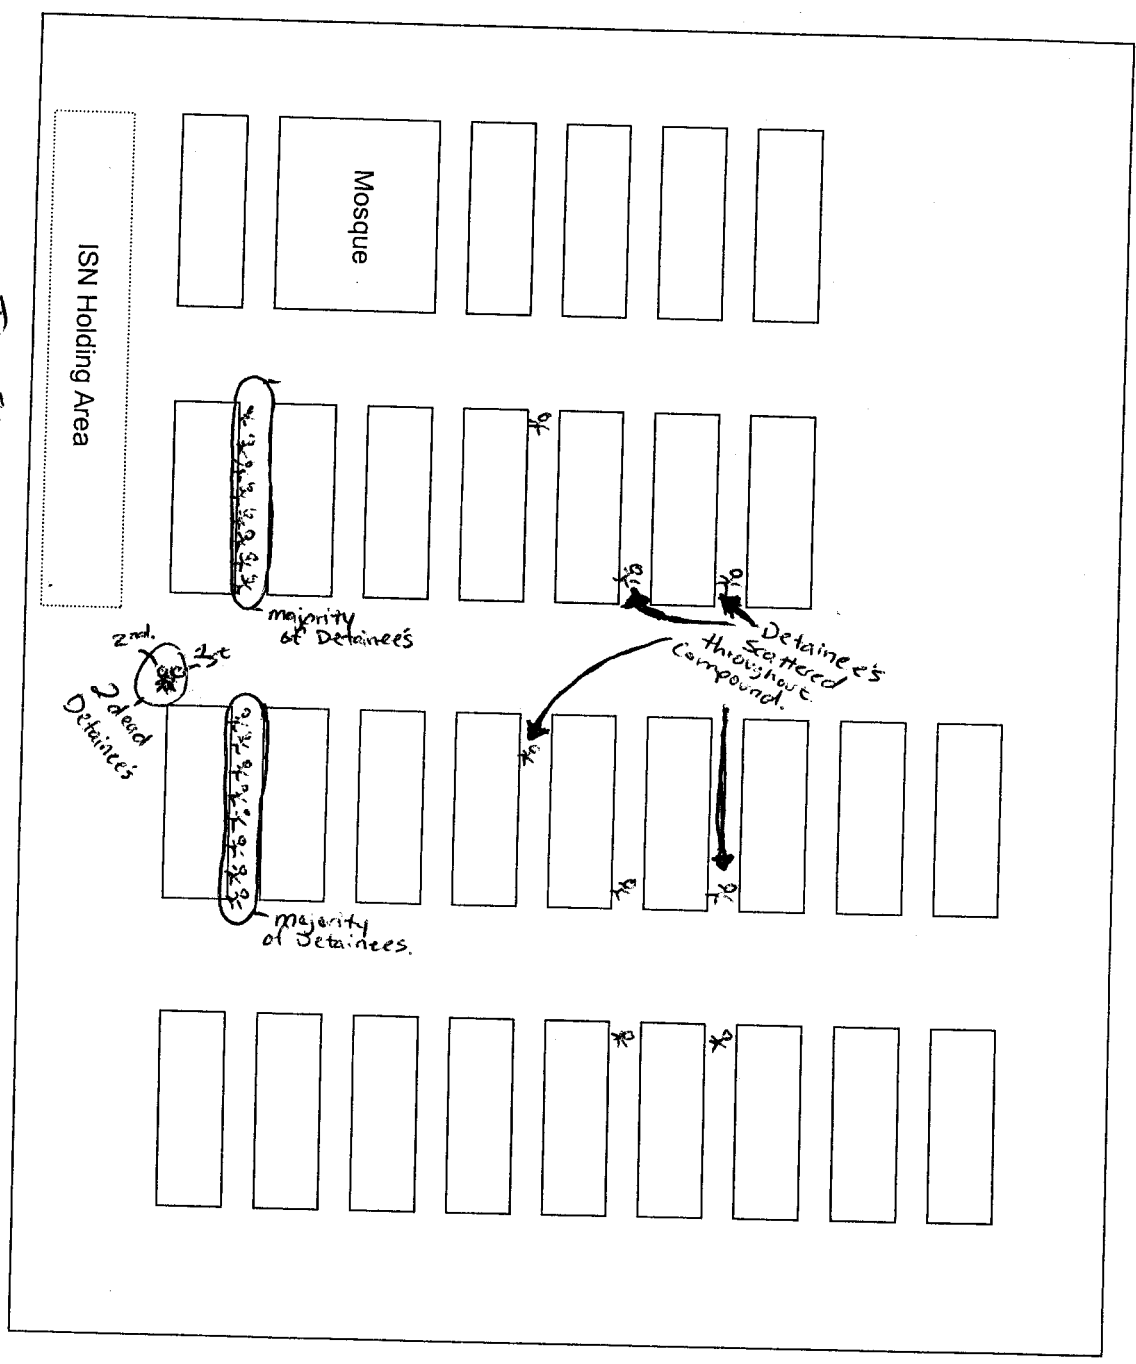 Mosque
ISN Holding Area
majority
of Detainee's
2nd.
1st
2 dead
Detainee's
Detainee's
scattered
throughout
Compound.
majority
of Detainees.